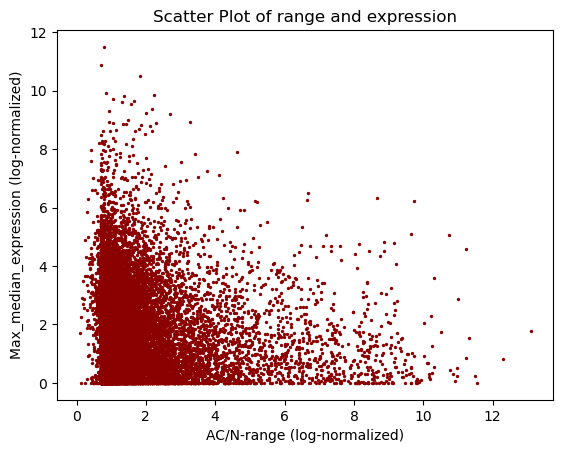 Scatter Plot of range and expression
Max_median_expression (log-normalized)
12
10
8
6
4
2
0
0 2 4 6 8 10 12
AC/N-range (log-normalized)